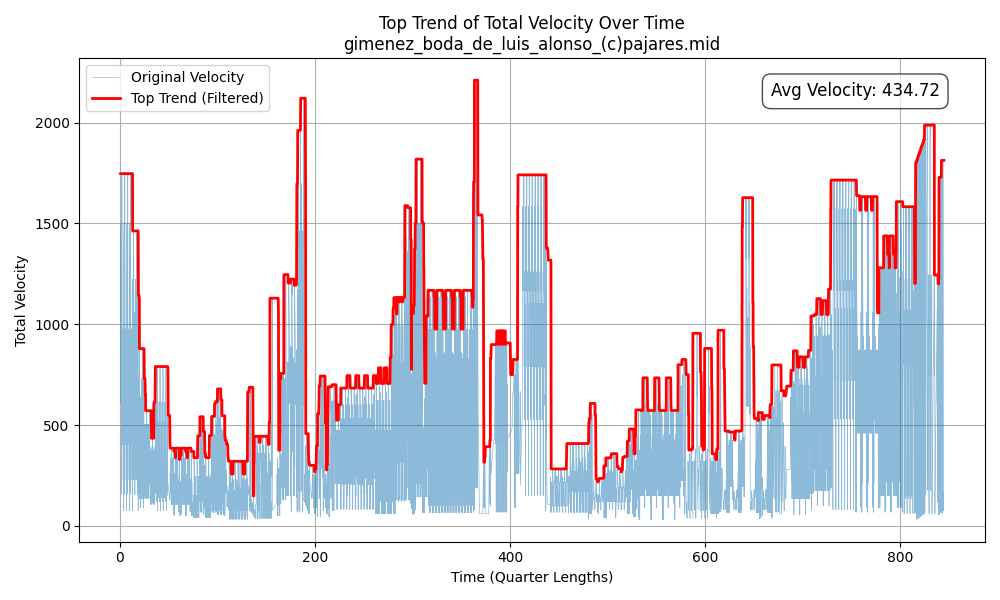 Top Trend of Total Velocity Over Time
gimenez_boda_de_luis_alonso_(c)pajares.mid
Original Velocity
Top Trend (Filtered)
Avg Velocity: 434.72
Total Velocity
2000
1500
1000
500
0
0 200 400 600 800
Time (Quarter Lengths)